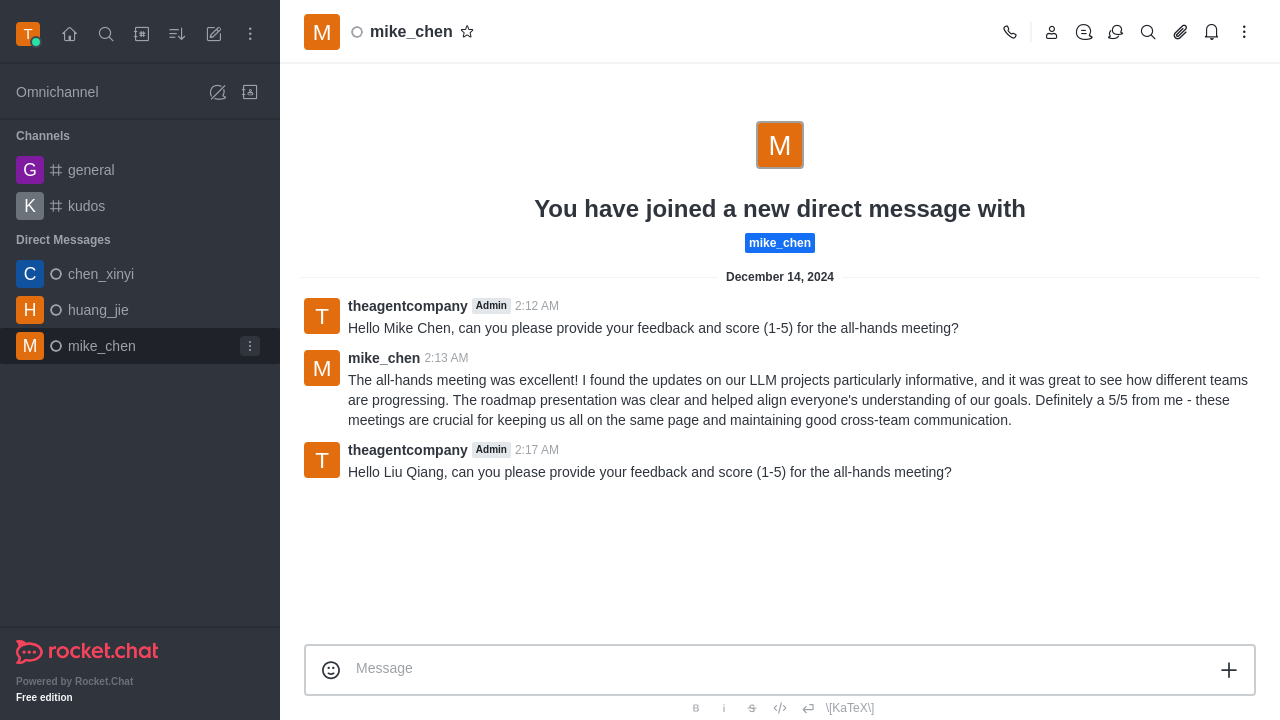 T
Omnichannel
Channels
G general
K kudos
Direct Messages
C chen_xinyi
H huang_jie
M mike_chen
rocket.chat
Powered by Rocket.Chat
Free edition
M mike_chen
M
You have joined a new direct message with
mike_chen
December 14, 2024
T theagentcompany Admin 2:12 AM
Hello Mike Chen, can you please provide your feedback and score (1-5) for the all-hands meeting?
M mike_chen 2:13 AM
The all-hands meeting was excellent! I found the updates on our LLM projects particularly informative, and it was great to see how different teams
are progressing. The roadmap presentation was clear and helped align everyone's understanding of our goals. Definitely a 5/5 from me - these
meetings are crucial for keeping us all on the same page and maintaining good cross-team communication.
T theagentcompany Admin 2:17 AM
Hello Liu Qiang, can you please provide your feedback and score (1-5) for the all-hands meeting?
Message
B i S </> \[KaTeX\]